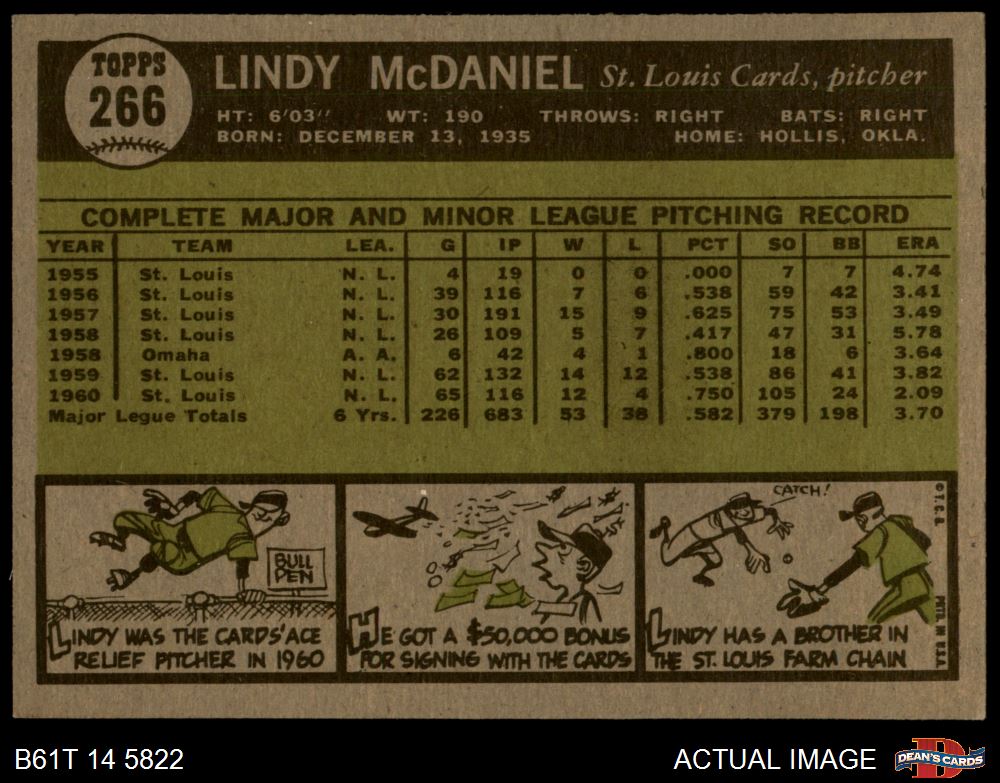 TOPPS
266
LINDY McDANIEL St. Louis Cards, pitcher
HT: 6'03" WT: 190 THROWS: RIGHT BATS: RIGHT
BORN: DECEMBER 13, 1935 HOME: HOLLIS, OKLA.
COMPLETE MAJOR AND MINOR LEAGUE PITCHING RECORD
YEAR TEAM LEA. G IP W L PCT SO BB ERA
1955 St. Louis N. L. 4 19 0 0 .000 7 7 4.74
1956 St. Louis N. L. 39 116 7 6 .538 59 42 3.41
1957 St. Louis N. L. 30 191 15 9 .625 75 53 3.49
1958 St. Louis N. L. 26 109 5 7 .417 47 31 5.78
1958 Omaha A. A. 6 42 4 1 .800 18 6 3.64
1959 St. Louis N. L. 62 132 14 12 .538 86 41 3.82
1960 St. Louis N. L. 65 116 12 4 .750 105 24 2.09
Major Legue Totals 6 Yrs. 226 683 53 38 .582 379 198 3.70
BULL
PEN
LINDY WAS THE CARDS' ACE
RELIEF PITCHER IN 1960
HE GOT A $50,000 BONUS
FOR SIGNING WITH THE CARDS
CATCH!
LINDY HAS A BROTHER IN
THE ST. LOUIS FARM CHAIN
© T. C. G.
PRTD. IN U.S.A.
B61T 14 5822
ACTUAL IMAGE
DEAN'S CARDS